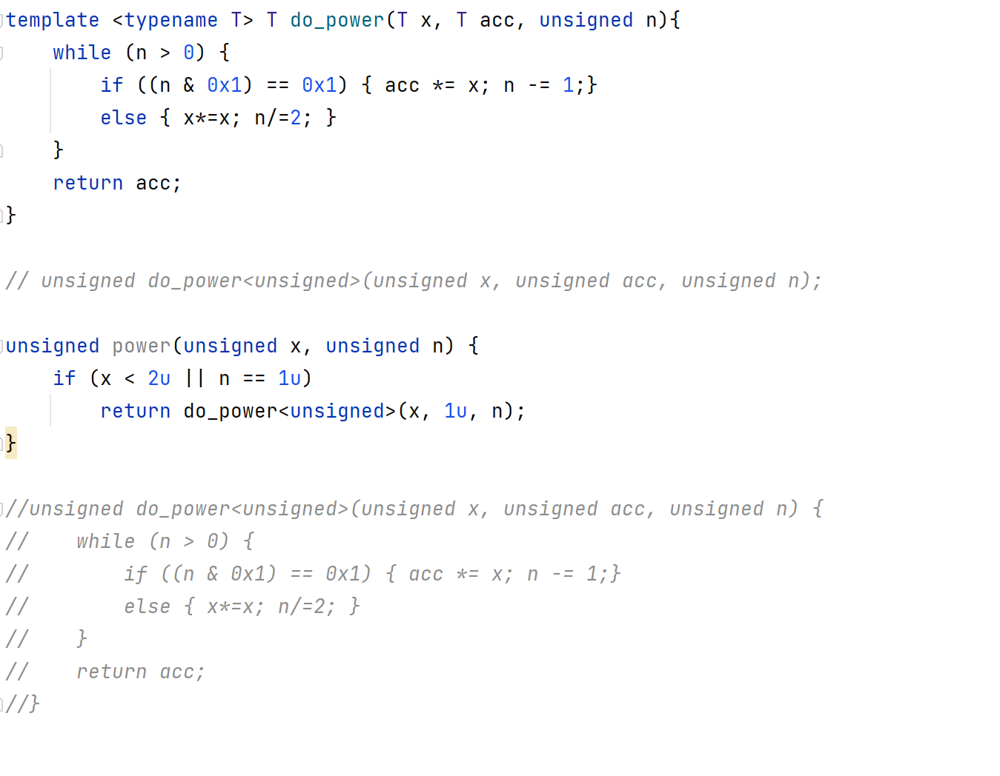 template <typename T> T do_power(T x, T acc, unsigned n){
    while (n > 0) {
        if ((n & 0x1) == 0x1) { acc *= x; n -= 1;}
        else { x*=x; n/=2; }
    }
    return acc;
}

// unsigned do_power<unsigned>(unsigned x, unsigned acc, unsigned n);

unsigned power(unsigned x, unsigned n) {
    if (x < 2u || n == 1u)
        return do_power<unsigned>(x, 1u, n);
}

//unsigned do_power<unsigned>(unsigned x, unsigned acc, unsigned n) {
//    while (n > 0) {
//        if ((n & 0x1) == 0x1) { acc *= x; n -= 1;}
//        else { x*=x; n/=2; }
//    }
//    return acc;
//}